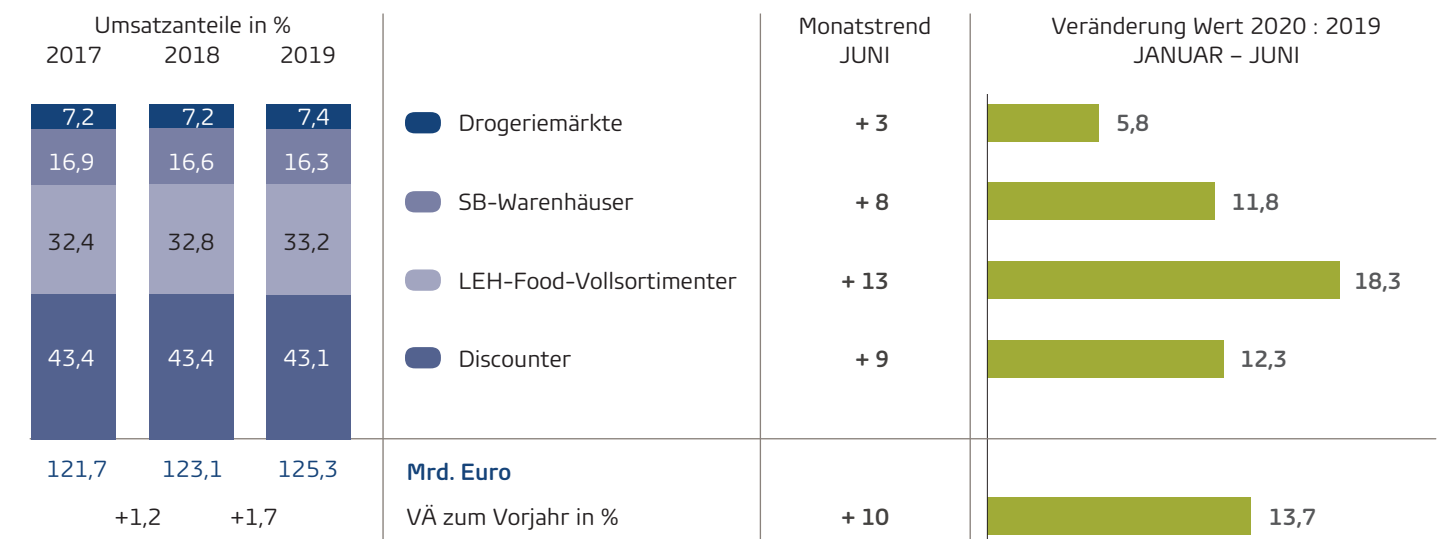 Umsatzanteile in % Monatstrend Veränderung Wert 2020 : 2019
2017 2018 2019 JUNI JANUAR – JUNI
7,2 7,2 7,4 Drogeriemärkte + 3 5,8
16,9 16,6 16,3 SB-Warenhäuser + 8 11,8
32,4 32,8 33,2 LEH-Food-Vollsortimenter + 13 18,3
43,4 43,4 43,1 Discounter + 9 12,3
121,7 123,1 125,3 Mrd. Euro
+1,2 +1,7 VÄ zum Vorjahr in % + 10 13,7